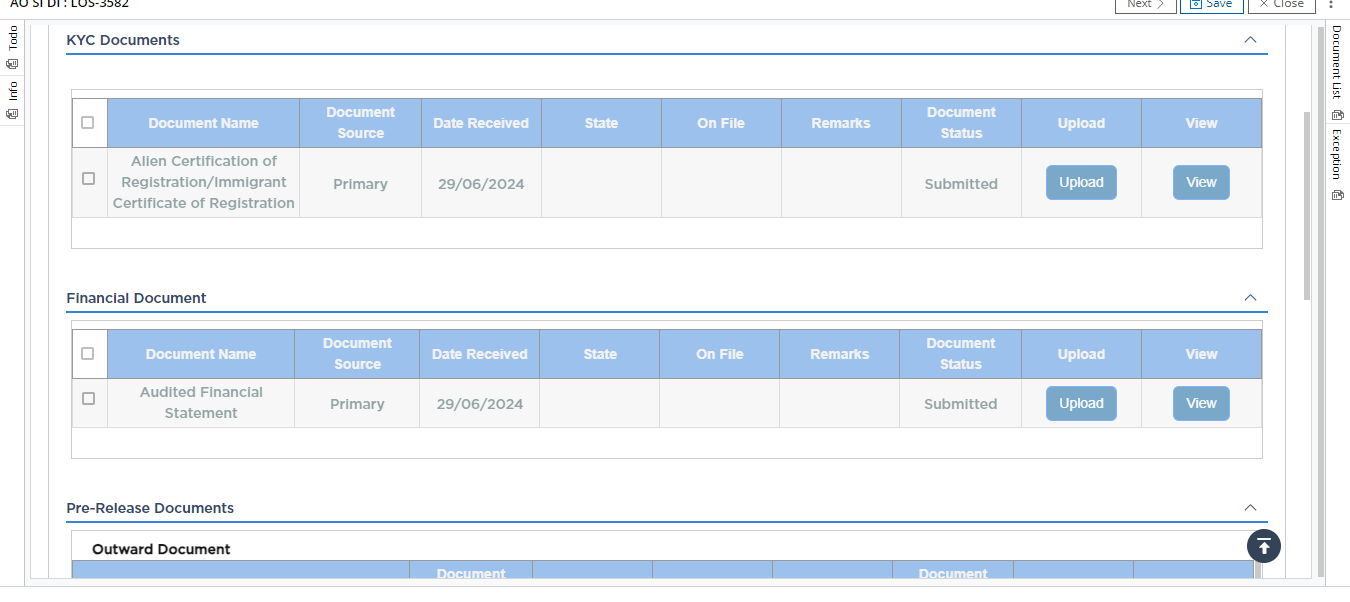 AO SI DI : LOS-3582
Next
Save
Close
Todo
Info
Document List
Exception
KYC Documents
Document Name
Document
Source
Date Received
State
On File
Remarks
Document
Status
Upload
View
Alien Certification of
Registration/Immigrant
Certificate of Registration
Primary
29/06/2024
Submitted
Upload
View
Financial Document
Document Name
Document
Source
Date Received
State
On File
Remarks
Document
Status
Upload
View
Audited Financial
Statement
Primary
29/06/2024
Submitted
Upload
View
Pre-Release Documents
Outward Document
Document
Document